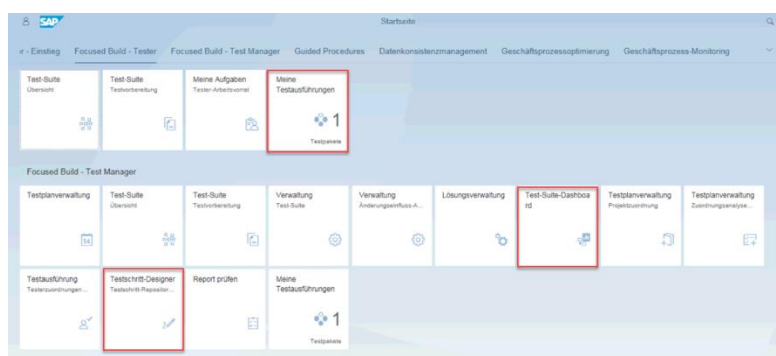 SAP
Startseite
r - Einstieg Focused Build - Tester Focused Build - Test Manager Guided Procedures Datenkonsistenzmanagement Geschäftsprozessoptimierung Geschäftsprozess-Monitoring
Test-Suite
Übersicht
Test-Suite
Testvorbereitung
Meine Aufgaben
Tester-Arbeitsvorrat
Meine
Testausführungen
1
Testpakete
Focused Build - Test Manager
Testplanverwaltung
14
Test-Suite
Übersicht
Test-Suite
Testvorbereitung
Verwaltung
Test-Suite
Verwaltung
Änderungseinfluss-A...
Lösungsverwaltung
Test-Suite-Dashboa
rd
Testplanverwaltung
Projektzuordnung
Testplanverwaltung
Zuordnungsanalyse...
Testausführung
Testerzuordnungen...
Testschritt-Designer
Testschritt-Repositor...
Report prüfen
Meine
Testausführungen
1
Testpakete